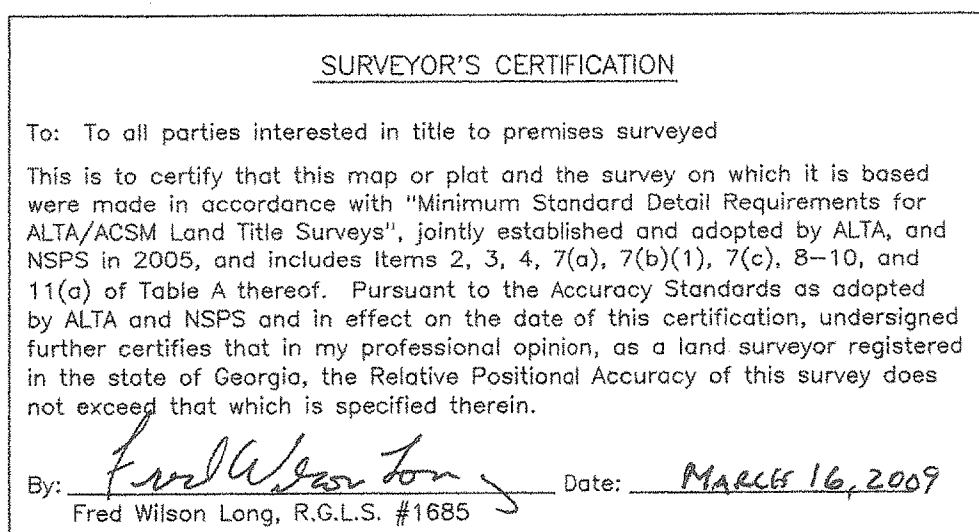 SURVEYOR'S CERTIFICATION
To: To all parties interested in title to premises surveyed
This is to certify that this map or plat and the survey on which it is based
were made in accordance with "Minimum Standard Detail Requirements for
ALTA/ACSM Land Title Surveys", jointly established and adopted by ALTA, and
NSPS in 2005, and includes Items 2, 3, 4, 7(a), 7(b)(1), 7(c), 8-10, and
11(a) of Table A thereof. Pursuant to the Accuracy Standards as adopted
by ALTA and NSPS and in effect on the date of this certification, undersigned
further certifies that in my professional opinion, as a land surveyor registered
in the state of Georgia, the Relative Positional Accuracy of this survey does
not exceed that which is specified therein.
By: Fred Wilson Long Date: MARCH 16, 2009
Fred Wilson Long, R.G.L.S. #1685